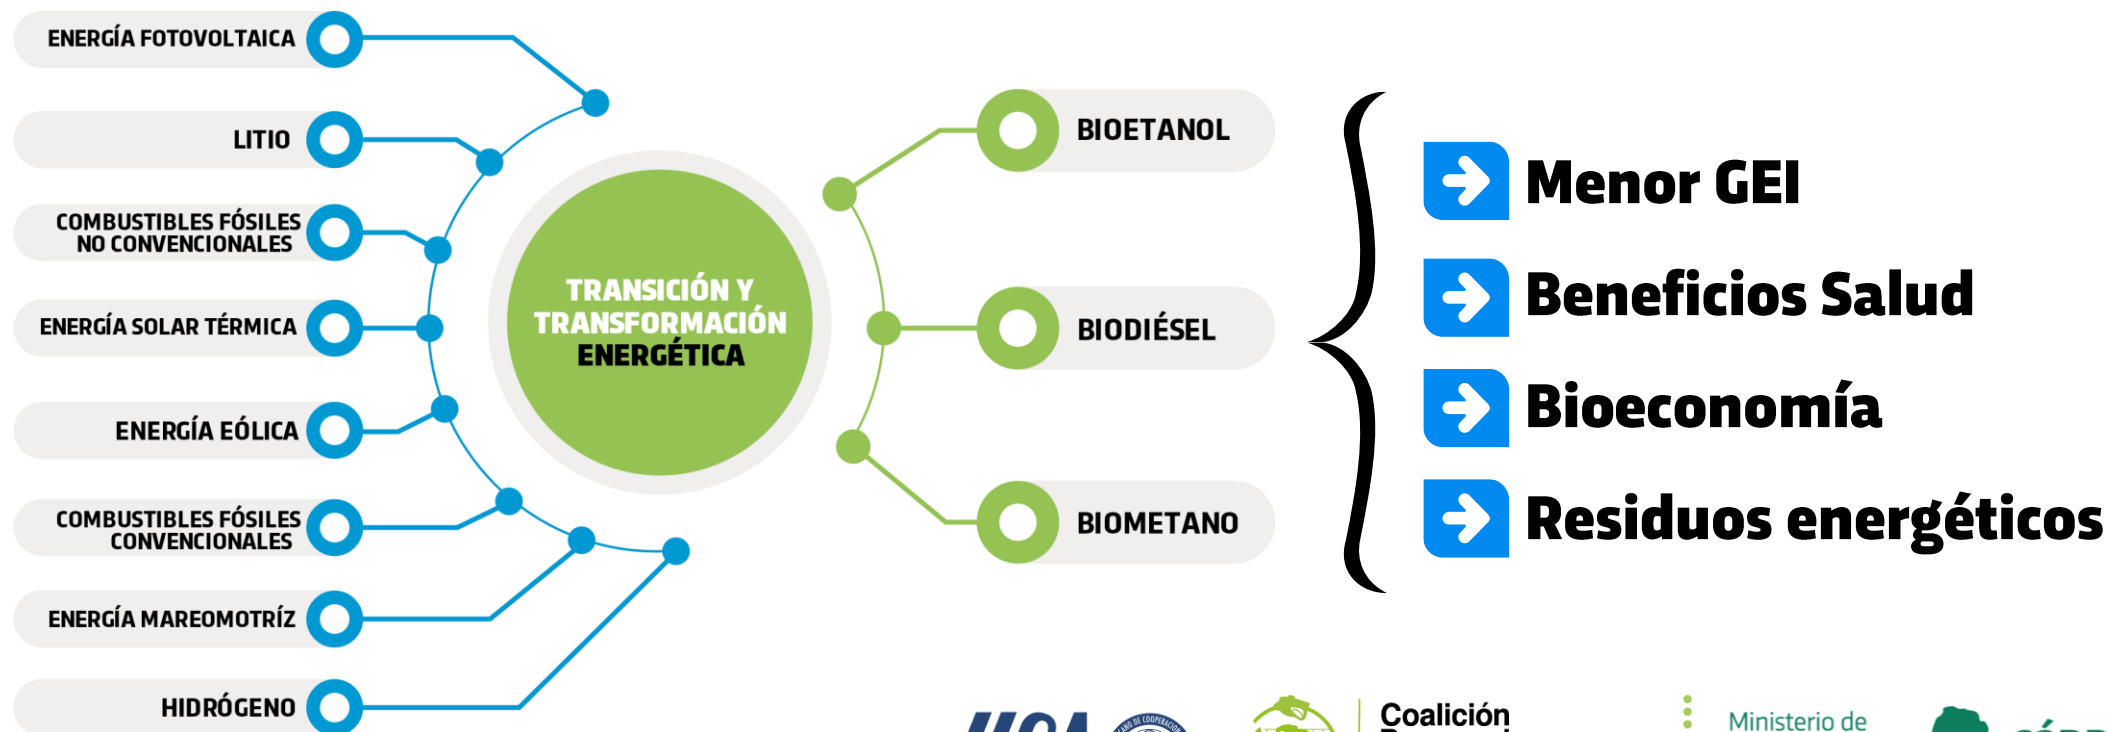 ENERGÍA FOTOVOLTAICA
LITIO
COMBUSTIBLES FÓSILES
NO CONVENCIONALES
ENERGÍA SOLAR TÉRMICA
ENERGÍA EÓLICA
COMBUSTIBLES FÓSILES
CONVENCIONALES
ENERGÍA MAREOMOTRÍZ
HIDRÓGENO
TRANSICIÓN Y
TRANSFORMACIÓN
ENERGÉTICA
BIOETANOL
BIODIÉSEL
BIOMETANO
Menor GEI
Beneficios Salud
Bioeconomía
Residuos energéticos
Coalición
Ministerio de